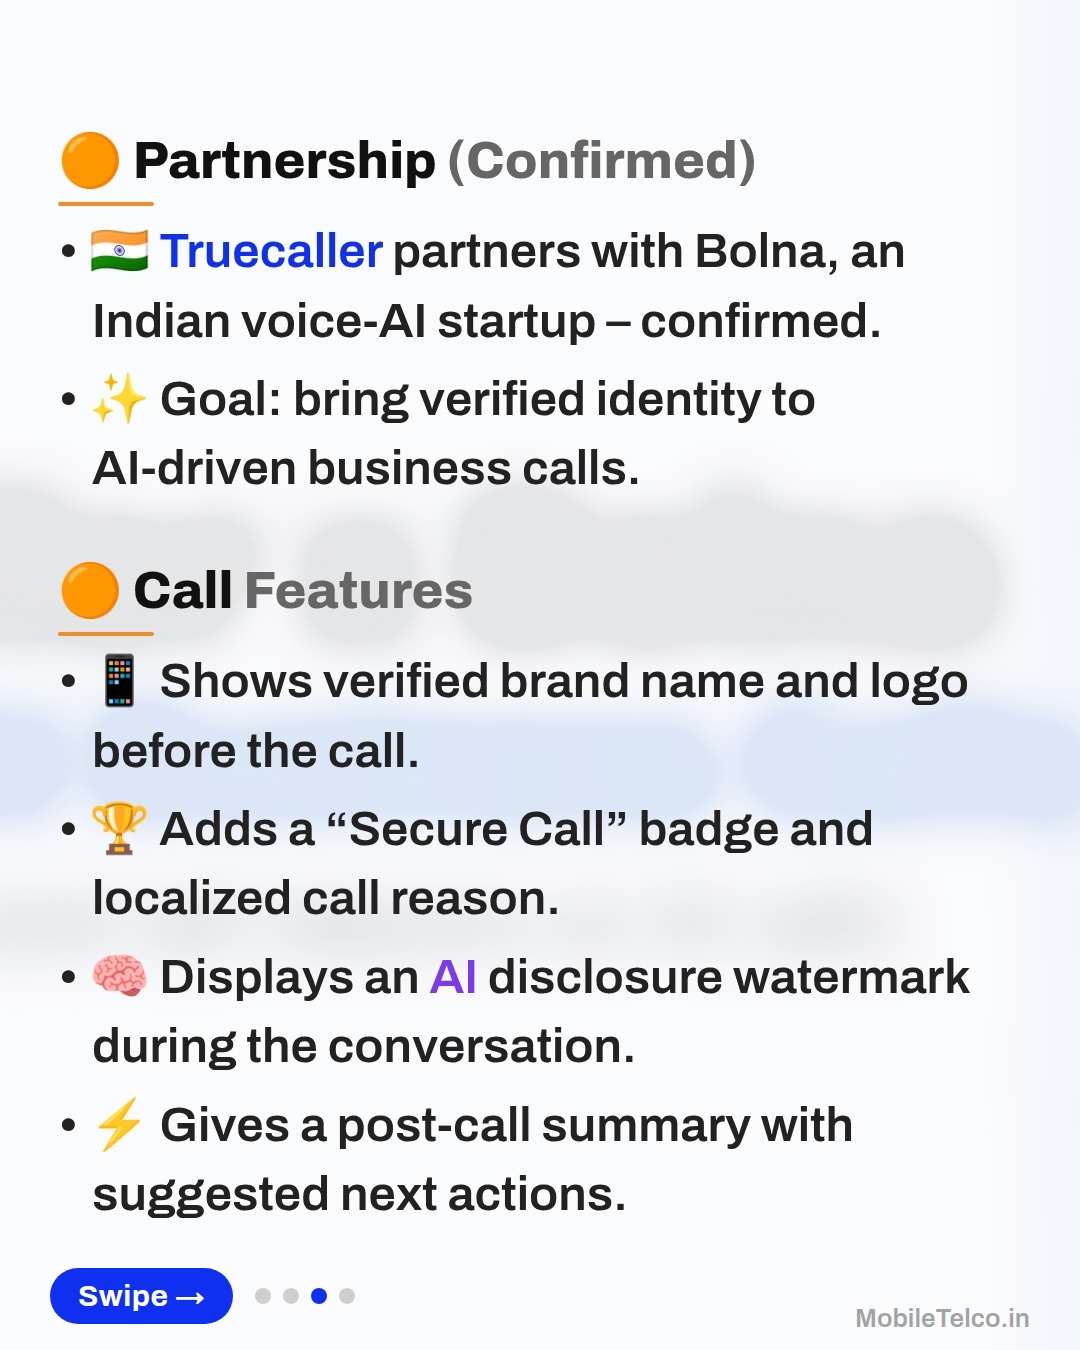 🟠 Partnership (Confirmed)
• 🇮🇳 Truecaller partners with Bolna, an
Indian voice-AI startup – confirmed.
• ✨ Goal: bring verified identity to
AI-driven business calls.
🟠 Call Features
• 📱 Shows verified brand name and logo
before the call.
• 🏆 Adds a “Secure Call” badge and
localized call reason.
• 🧠 Displays an AI disclosure watermark
during the conversation.
• ⚡ Gives a post-call summary with
suggested next actions.
Swipe →
MobileTelco.in